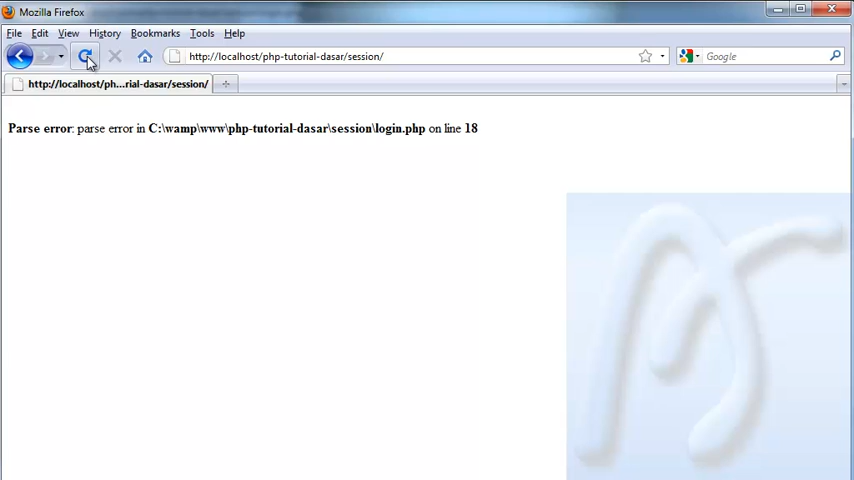 Mozilla Firefox
File Edit View History Bookmarks Tools Help
http://localhost/php-tutorial-dasar/session/ Google
http://localhost/ph...rial-dasar/session/
Parse error: parse error in C:\wamp\www\php-tutorial-dasar\session\login.php on line 18